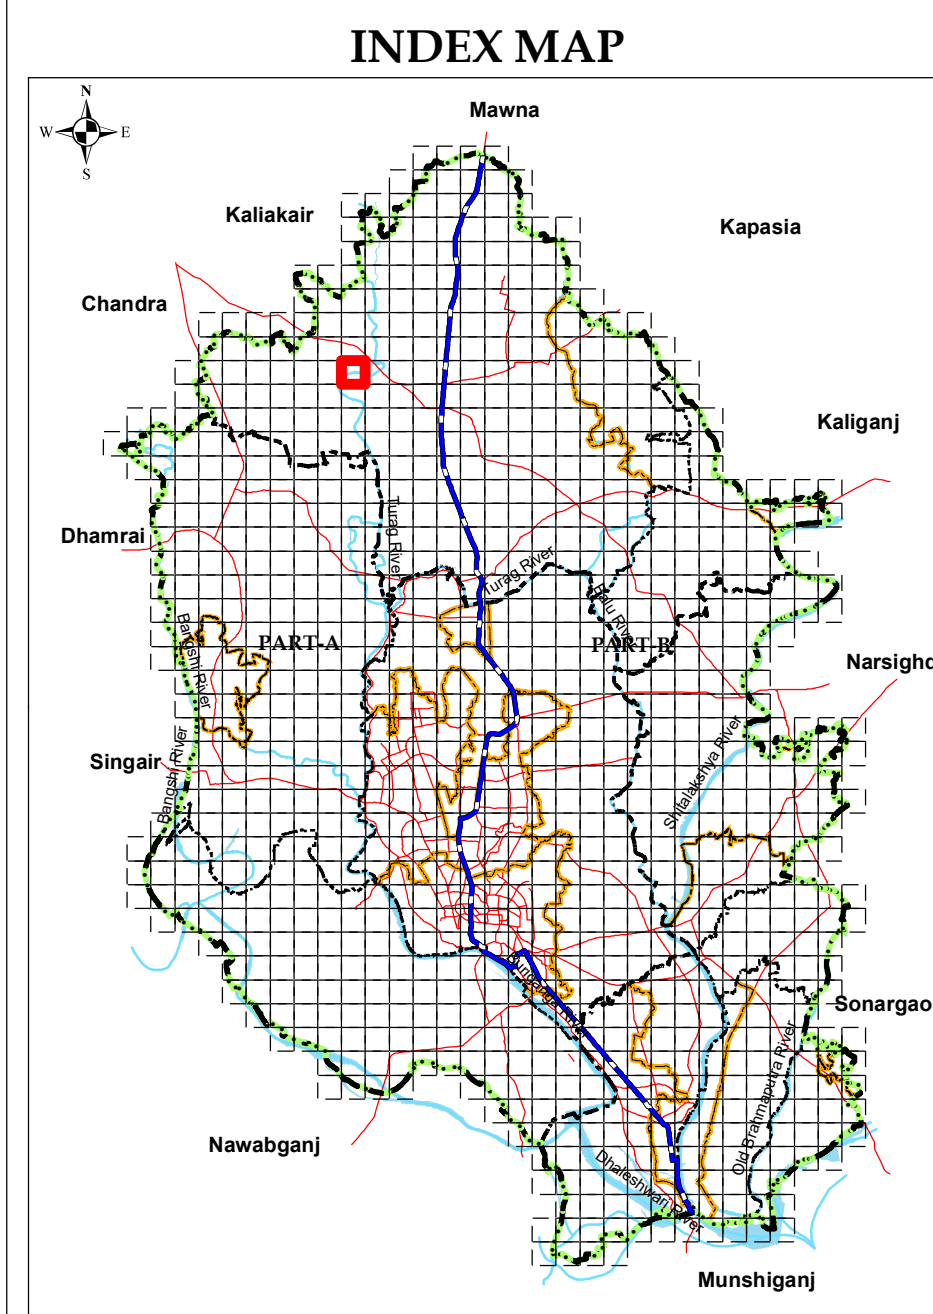 INDEX MAP
N
W E
S
Mawna
Kaliakair
Kapasia
Chandra
Kaliganj
Dhamrai
Turag River
Turag River
Balu River
Bangshi River
PART-A
PART-B
Narsighd
Singair
Bangshi River
Shitalakshya River
Buriganga River
Sonargao
Old Brahmaputra River
Nawabganj
Dhaleshwari River
Munshiganj